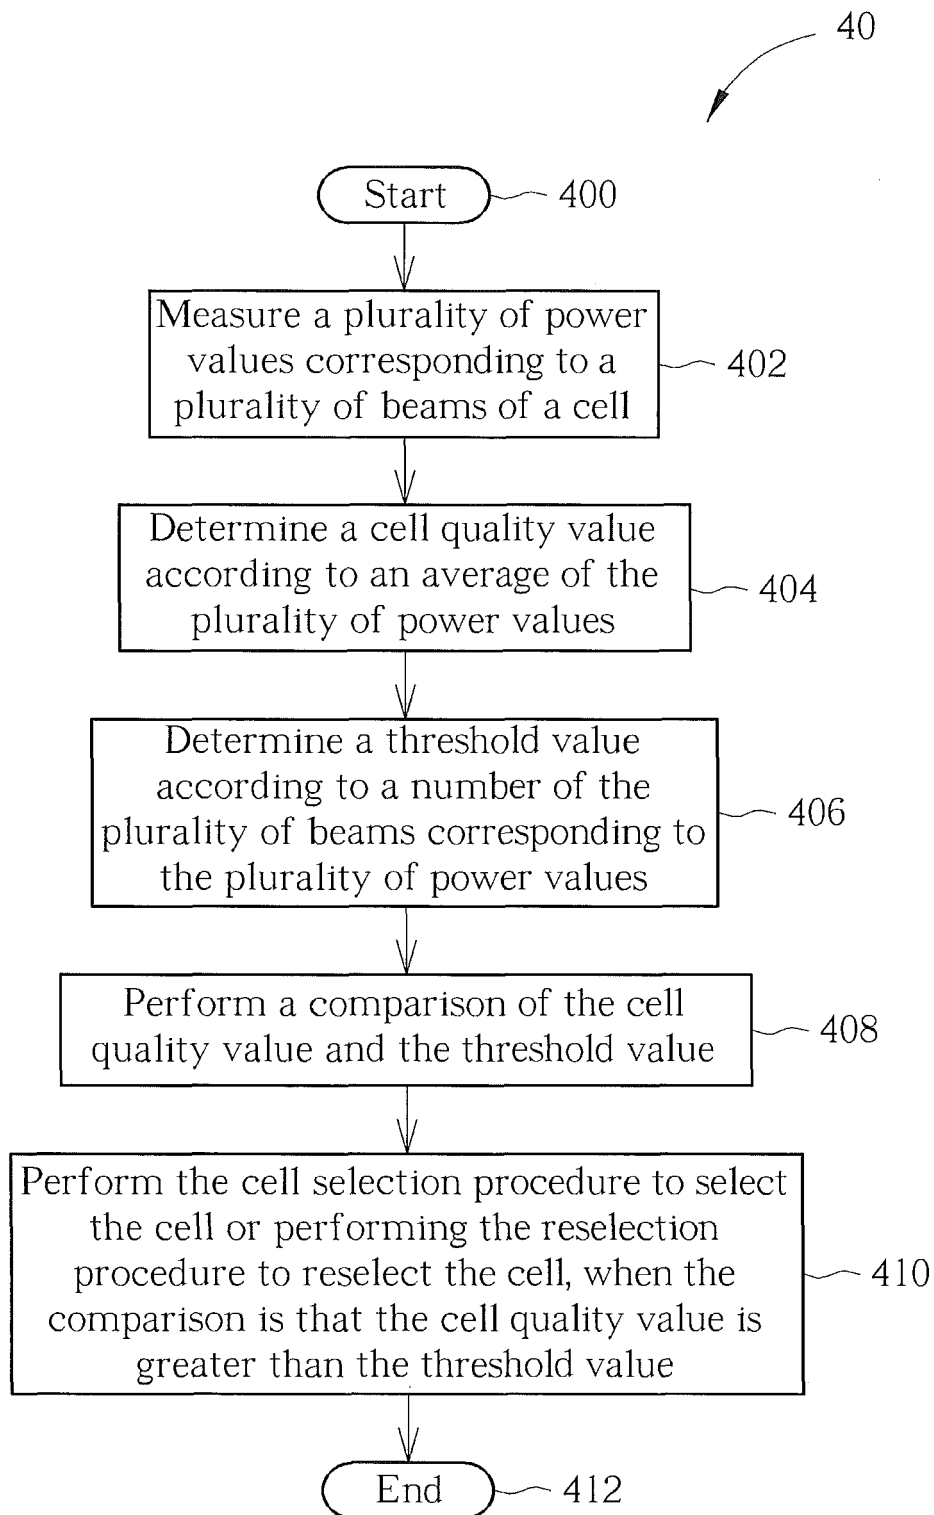 40
Start
400
Measure a plurality of power
values corresponding to a
plurality of beams of a cell
402
Determine a cell quality value
according to an average of the
plurality of power values
404
Determine a threshold value
according to a number of the
plurality of beams corresponding to
the plurality of power values
406
Perform a comparison of the cell
quality value and the threshold value
408
Perform the cell selection procedure to select
the cell or performing the reselection
procedure to reselect the cell, when the
comparison is that the cell quality value is
greater than the threshold value
410
End
412